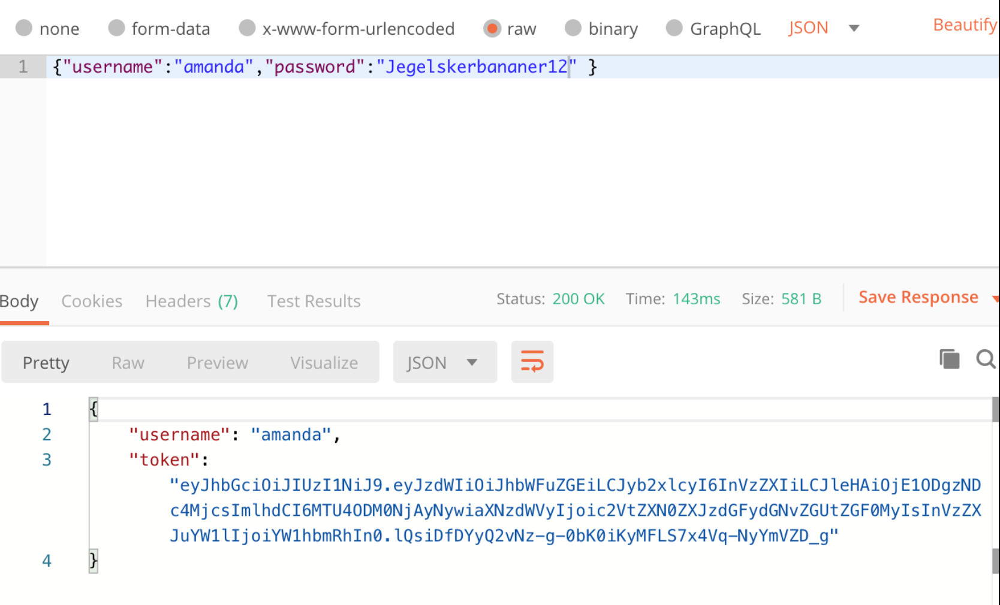 none form-data x-www-form-urlencoded raw binary GraphQL JSON Beautify
1 {"username":"amanda","password":"Jegelskerbananer12" }
Body Cookies Headers (7) Test Results Status: 200 OK Time: 143ms Size: 581 B Save Response
Pretty Raw Preview Visualize JSON
1 {
2 "username": "amanda",
3 "token":
"eyJhbGciOiJIUzI1NiJ9.eyJzdWIiOiJhbWFuZGEiLCJyb2xlcyI6InVzZXIiLCJleHAiOjE1ODgzND
c4MjcsImlhdCI6MTU4ODM0NjAyNywiaXNzdWVyIjoic2VtZXN0ZXJzdGFydGNvZGUtZGF0MyIsInVzZX
JuYW1lIjoiYW1hbmRhIn0.lQsiDfDYyQ2vNz-g-0bK0iKyMFLS7x4Vq-NyYmVZD_g"
4 }